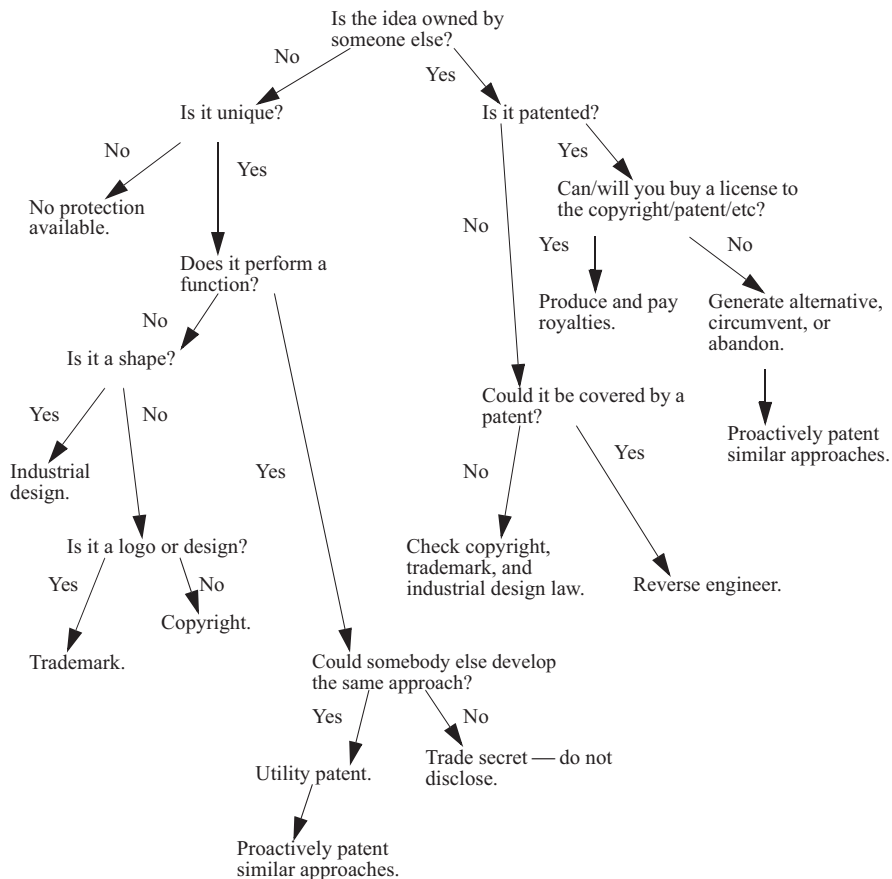 Is the idea owned by
someone else?
No
Yes
Is it unique?
Is it patented?
No
Yes
Yes
No protection
available.
Can/will you buy a license to
the copyright/patent/etc?
No
Yes
No
Does it perform a
function?
Produce and pay
royalties.
Generate alternative,
circumvent, or
abandon.
No
Is it a shape?
Could it be covered by a
patent?
Yes
No
Proactively patent
similar approaches.
Industrial
design.
Yes
No
Yes
Is it a logo or design?
Check copyright,
trademark, and
industrial design law.
Reverse engineer.
Yes
No
Copyright.
Trademark.
Could somebody else develop
the same approach?
Yes
No
Utility patent.
Trade secret — do not
disclose.
Proactively patent
similar approaches.